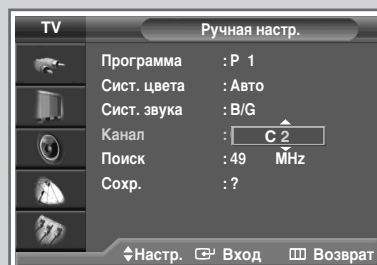 TV
Ручная настр.
Программа : P 1
Сист. цвета : Авто
Сист. звука : B/G
Канал : C 2
Поиск : 49 MHz
Сохр. : ?
Настр. Вход Возврат